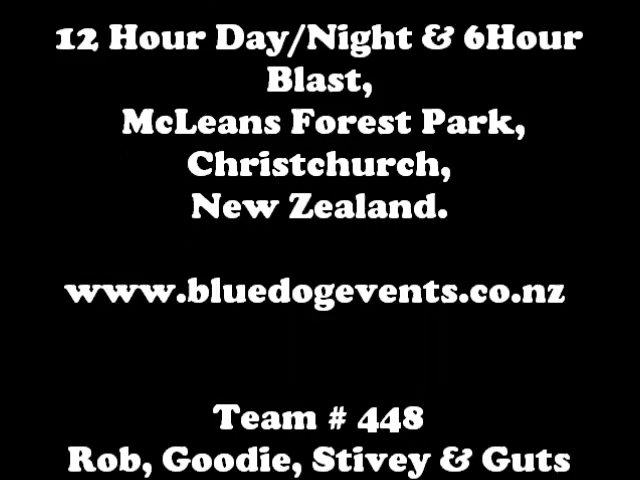 12 Hour Day/Night & 6Hour
Blast,
McLeans Forest Park,
Christchurch,
New Zealand.
www.bluedogevents.co.nz
Team # 448
Rob, Goodie, Stivey & Guts